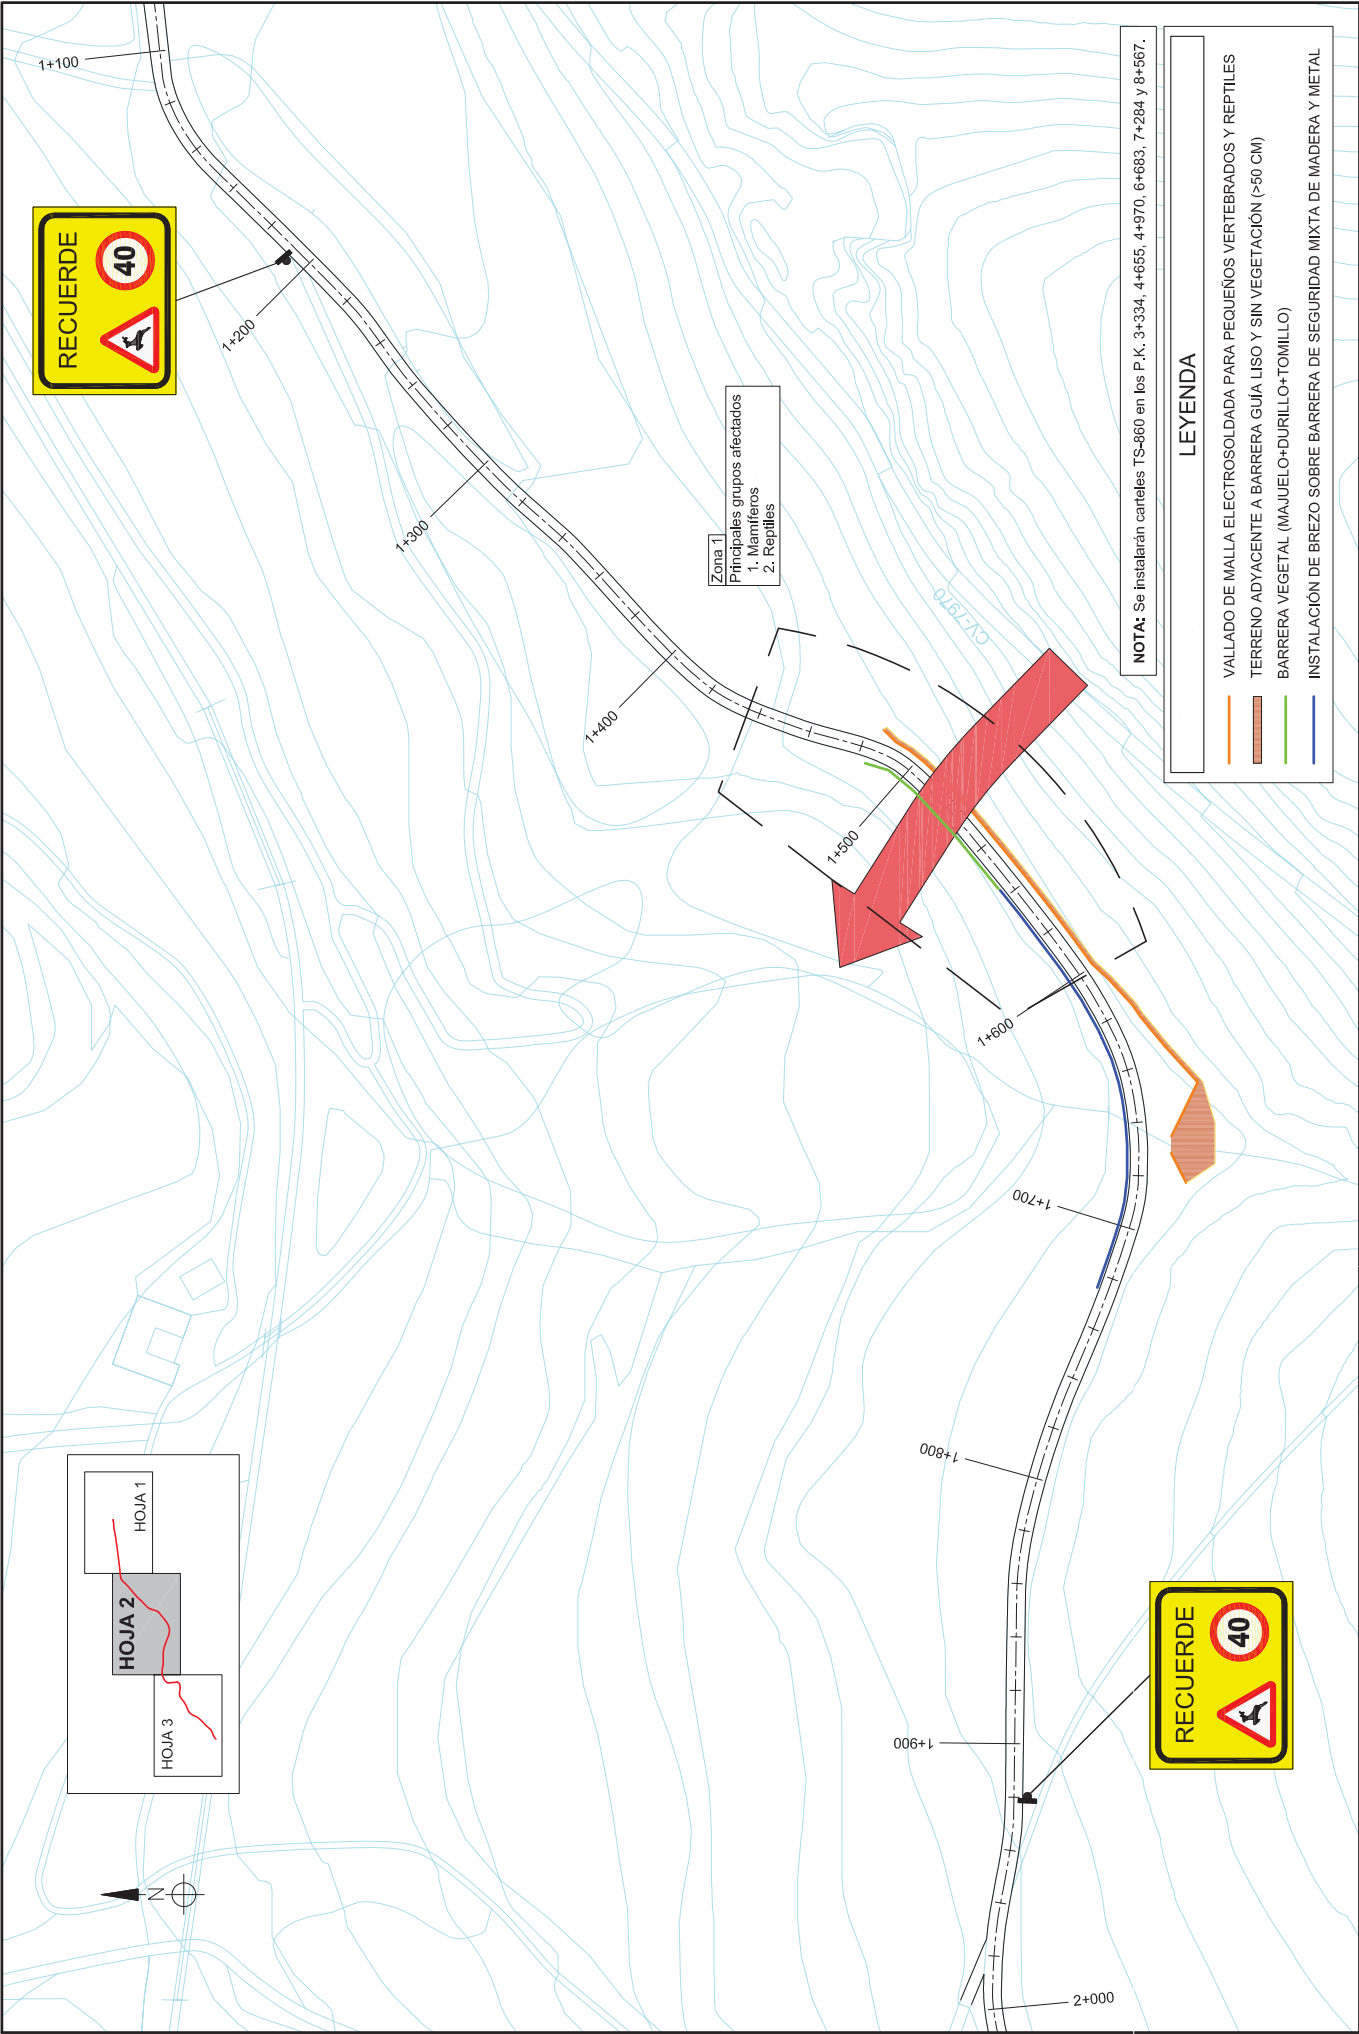 1+100
RECUERDE
40
1+200
1+300
1+400
Zona 1
Principales grupos afectados
1. Mamíferos
2. Reptiles
CV-7970
1+500
1+600
1+700
1+800
1+900
2+000
RECUERDE
40
HOJA 1
HOJA 2
HOJA 3
N
NOTA: Se instalarán carteles TS-860 en los P.K. 3+334, 4+655, 4+970, 6+683, 7+284 y 8+567.
LEYENDA
VALLADO DE MALLA ELECTROSOLDADA PARA PEQUEÑOS VERTEBRADOS Y REPTILES
TERRENO ADYACENTE A BARRERA GUÍA LISO Y SIN VEGETACIÓN (>50 CM)
BARRERA VEGETAL (MAJUELO+DURILLO+TOMILLO)
INSTALACIÓN DE BREZO SOBRE BARRERA DE SEGURIDAD MIXTA DE MADERA Y METAL